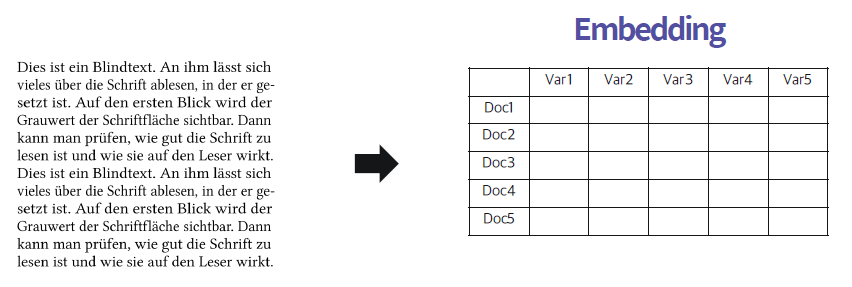 Embedding
Dies ist ein Blindtext. An ihm lässt sich
vieles über die Schrift ablesen, in der er ge-
setzt ist. Auf den ersten Blick wird der
Grauwert der Schriftfläche sichtbar. Dann
kann man prüfen, wie gut die Schrift zu
lesen ist und wie sie auf den Leser wirkt.
Dies ist ein Blindtext. An ihm lässt sich
vieles über die Schrift ablesen, in der er ge-
setzt ist. Auf den ersten Blick wird der
Grauwert der Schriftfläche sichtbar. Dann
kann man prüfen, wie gut die Schrift zu
lesen ist und wie sie auf den Leser wirkt.
Var1 Var2 Var3 Var4 Var5
Doc1
Doc2
Doc3
Doc4
Doc5